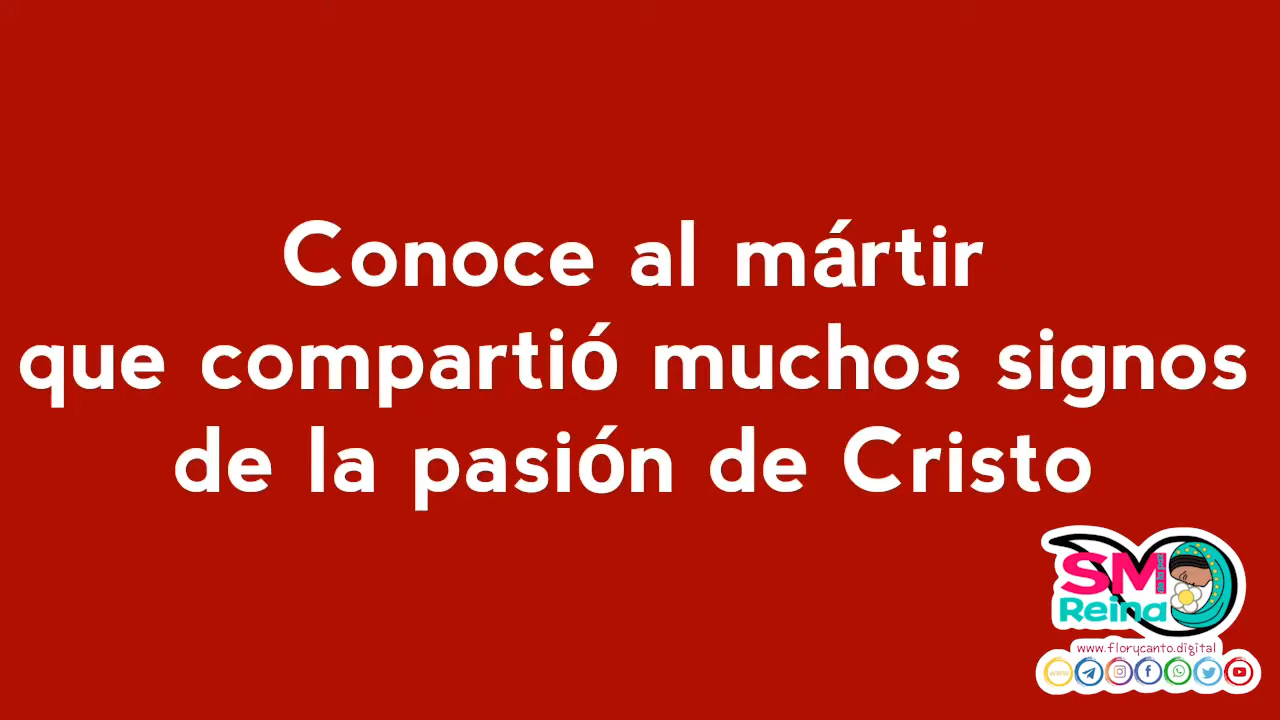 Conoce al mártir
que compartió muchos signos
de la pasión de Cristo
SM
Reina
www.florycanto.digital
www